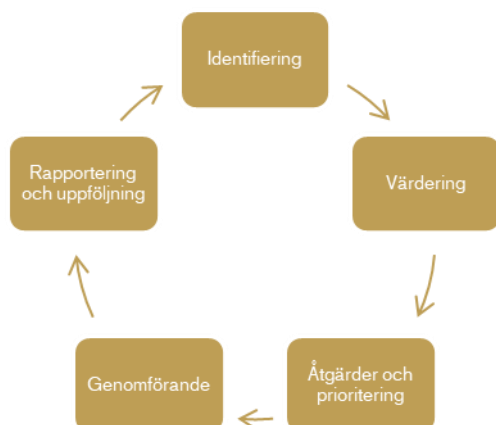 Identifiering
Värdering
Åtgärder och
prioritering
Genomförande
Rapportering
och uppföljning